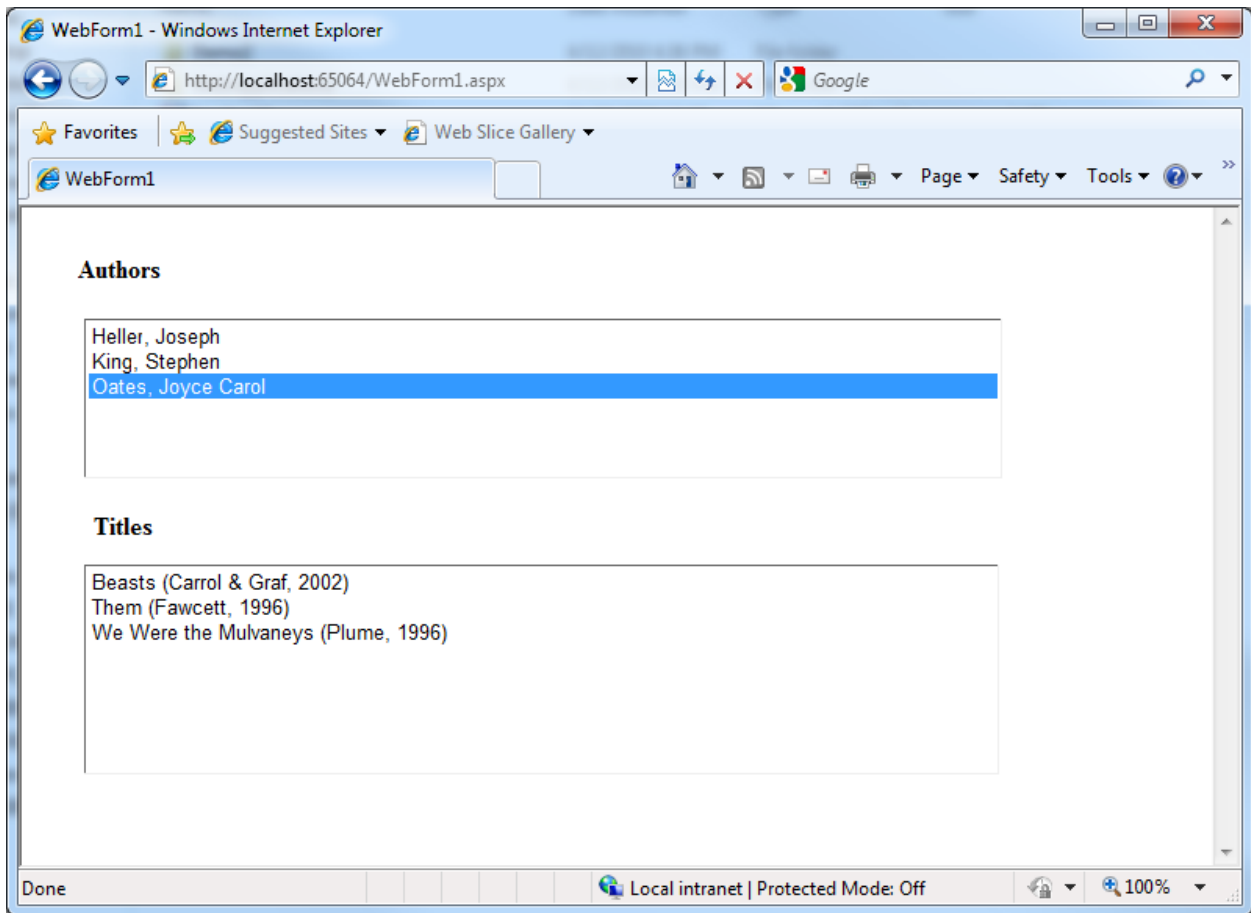 WebForm1 - Windows Internet Explorer
http://localhost:65064/WebForm1.aspx
Google
Favorites
Suggested Sites
Web Slice Gallery
WebForm1
Page
Safety
Tools
Authors
Heller, Joseph
King, Stephen
Oates, Joyce Carol
Titles
Beasts (Carrol & Graf, 2002)
Them (Fawcett, 1996)
We Were the Mulvaneys (Plume, 1996)
Done
Local intranet | Protected Mode: Off
100%